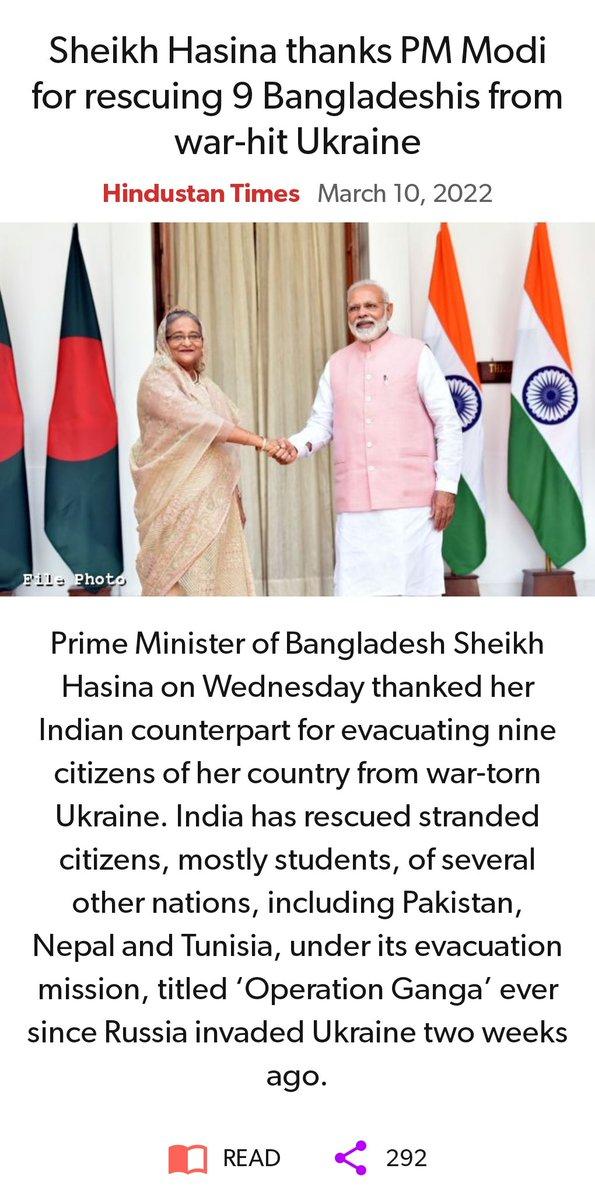 Sheikh Hasina thanks PM Modi
for rescuing 9 Bangladeshis from
war-hit Ukraine
Hindustan Times March 10, 2022
File Photo
Prime Minister of Bangladesh Sheikh
Hasina on Wednesday thanked her
Indian counterpart for evacuating nine
citizens of her country from war-torn
Ukraine. India has rescued stranded
citizens, mostly students, of several
other nations, including Pakistan,
Nepal and Tunisia, under its evacuation
mission, titled ‘Operation Ganga’ ever
since Russia invaded Ukraine two weeks
ago.
READ 292